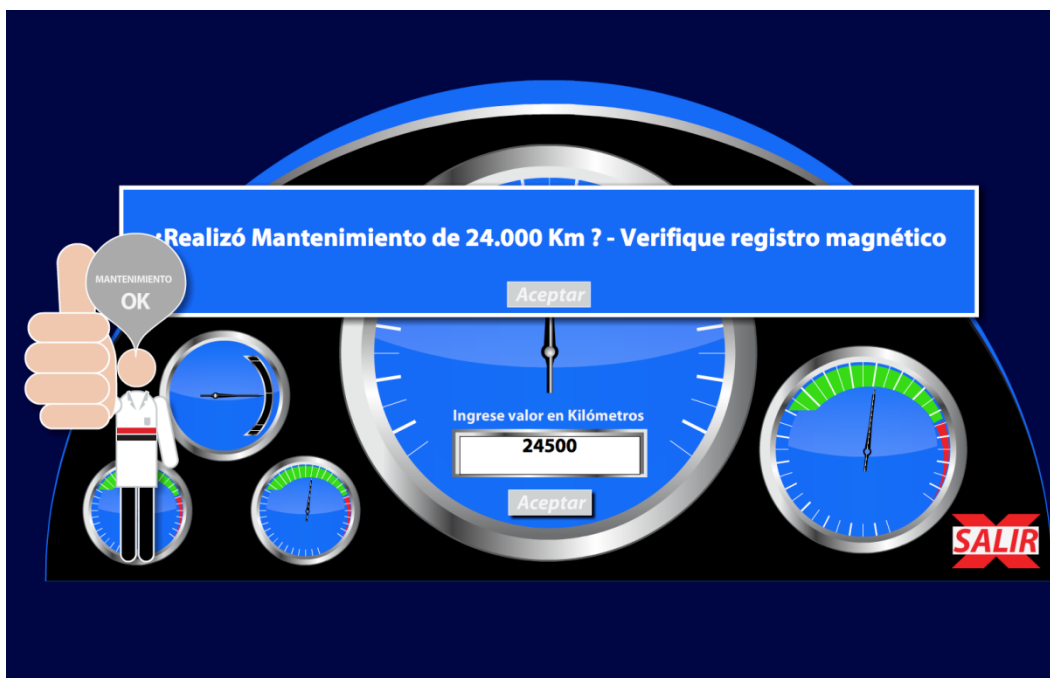 ¿Realizó Mantenimiento de 24.000 Km ? - Verifique registro magnético
Aceptar
MANTENIMIENTO
OK
Ingrese valor en Kilómetros
24500
Aceptar
SALIR